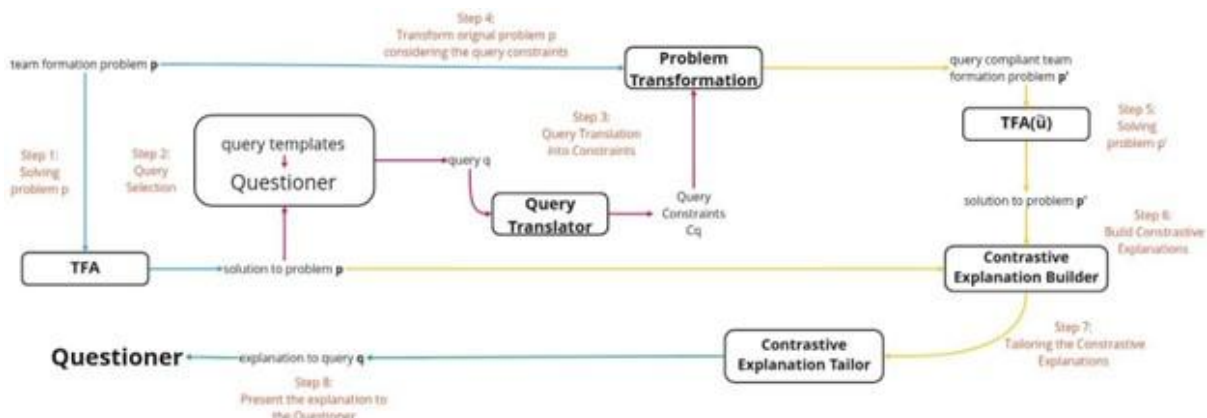 Step 4:
Transform orignal problem p
considering the query constraints
team formation problem p
Problem
Transformation
query compliant team
formation problem p'
Step 1:
Solving
problem p
Step 2:
Query
Selection
query templates
Questioner
query q
Step 3:
Query Translation
into Constraints
TFA(ü)
Step 5:
Solving
problem p'
Query
Translator
Query
Constraints
Cq
solution to problem p'
Step 6:
Build Constrastive
Explanations
TFA
solution to problem p
Contrastive
Explanation Builder
Step 7:
Tailoring the Constrastive
Explanations
Contrastive
Explanation Tailor
Questioner
explanation to query q
Step 8:
Present the explanation to
the Questioner